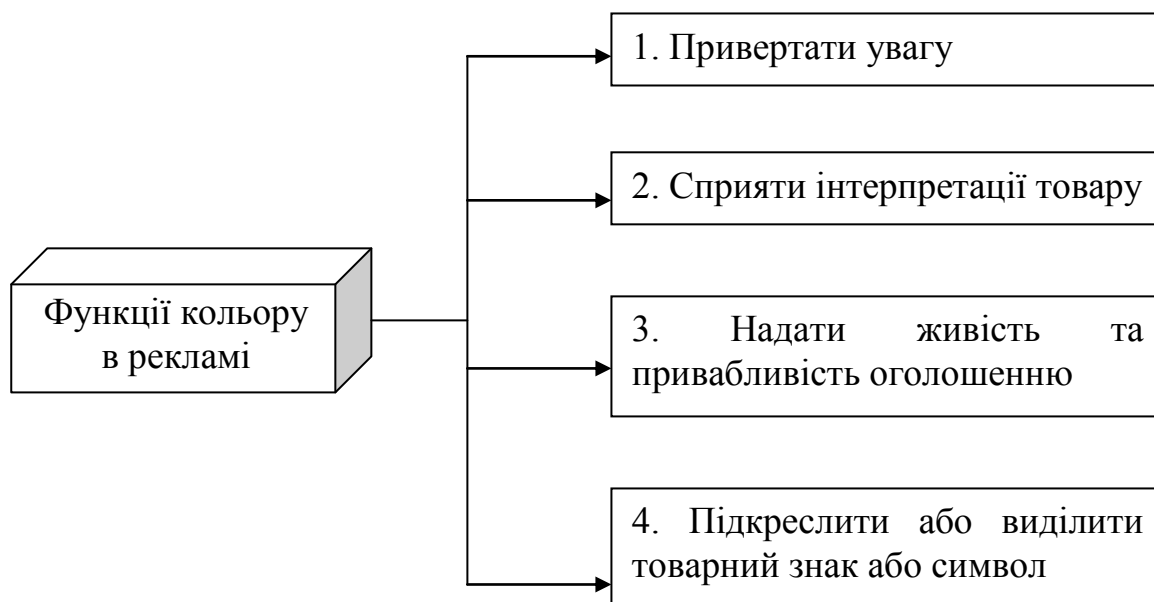 1. Привертати увагу
2. Сприяти інтерпретації товару
Функції кольору
в рекламі
3. Надати живість та
привабливість оголошенню
4. Підкреслити або виділити
товарний знак або символ